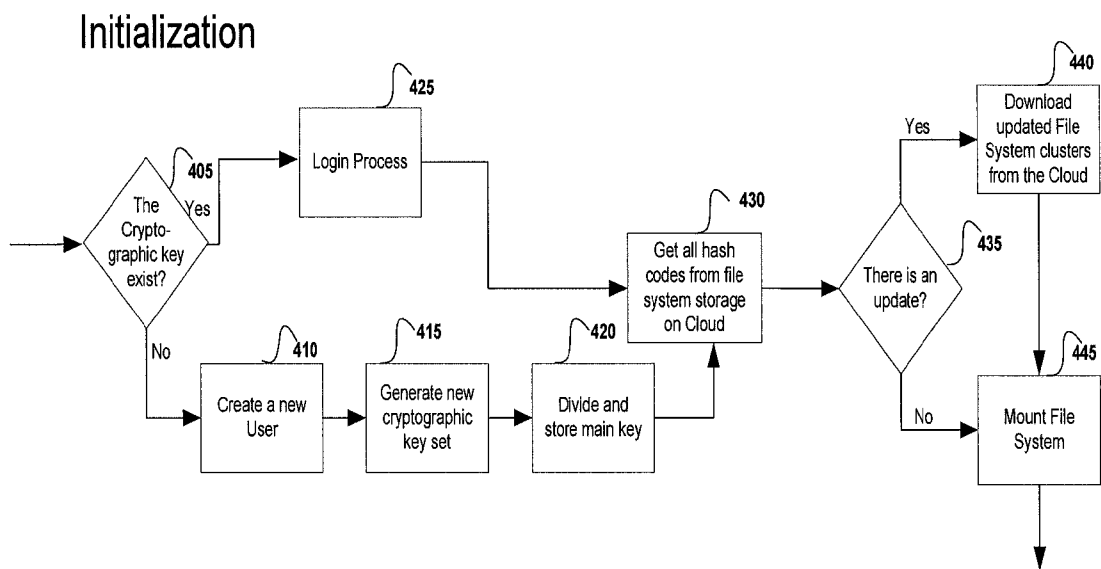 Initialization
405
The
Crypto-
graphic key
exist?
Yes
No
425
Login Process
410
Create a new
User
415
Generate new
cryptographic
key set
420
Divide and
store main key
430
Get all hash
codes from file
system storage
on Cloud
435
There is an
update?
Yes
No
440
Download
updated File
System clusters
from the Cloud
445
Mount File
System